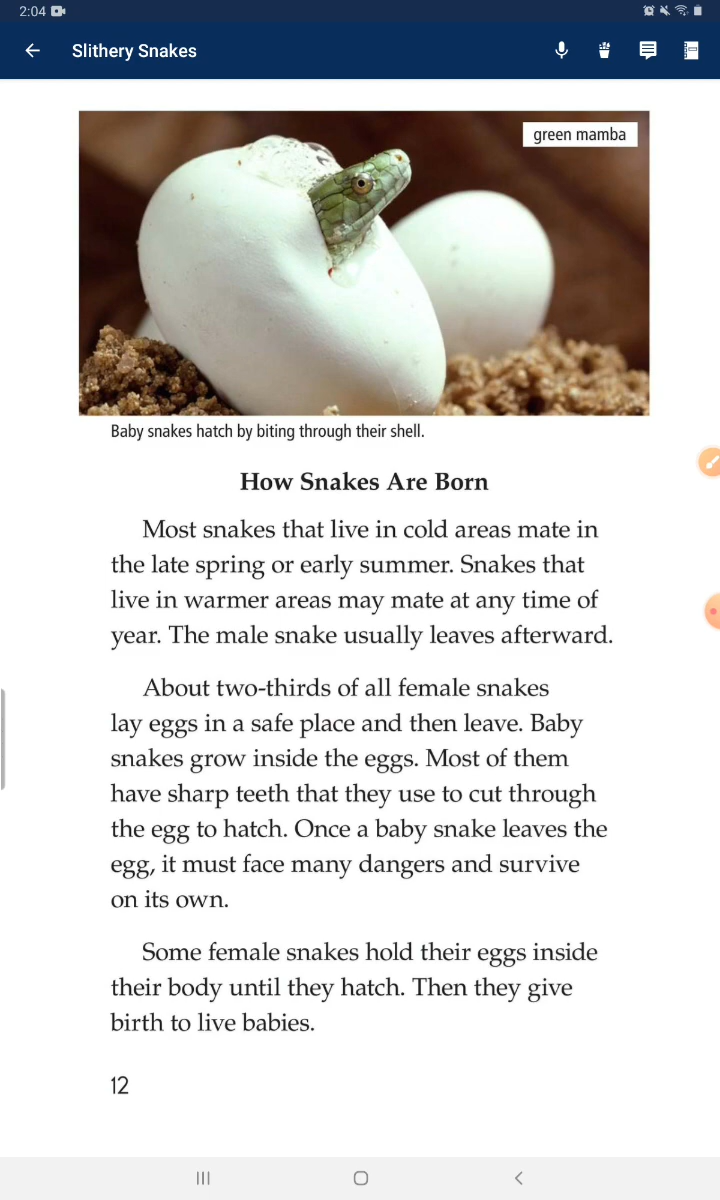 2:04
Slithery Snakes
green mamba
Baby snakes hatch by biting through their shell.
How Snakes Are Born
Most snakes that live in cold areas mate in
the late spring or early summer. Snakes that
live in warmer areas may mate at any time of
year. The male snake usually leaves afterward.
About two-thirds of all female snakes
lay eggs in a safe place and then leave. Baby
snakes grow inside the eggs. Most of them
have sharp teeth that they use to cut through
the egg to hatch. Once a baby snake leaves the
egg, it must face many dangers and survive
on its own.
Some female snakes hold their eggs inside
their body until they hatch. Then they give
birth to live babies.
12